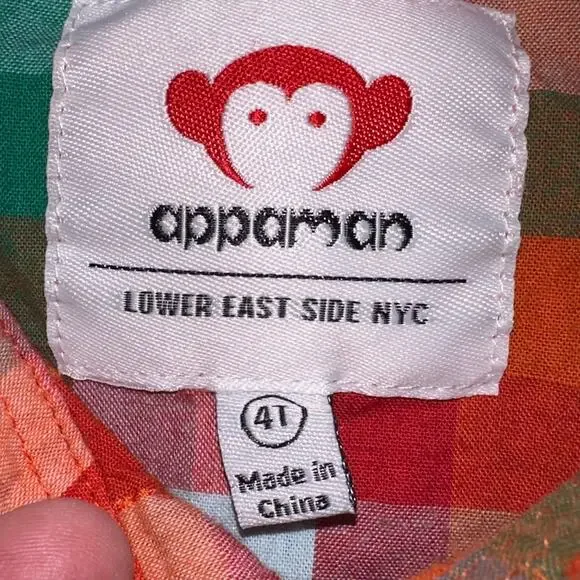 appaman
LOWER EAST SIDE NYC
4T
Made in
China